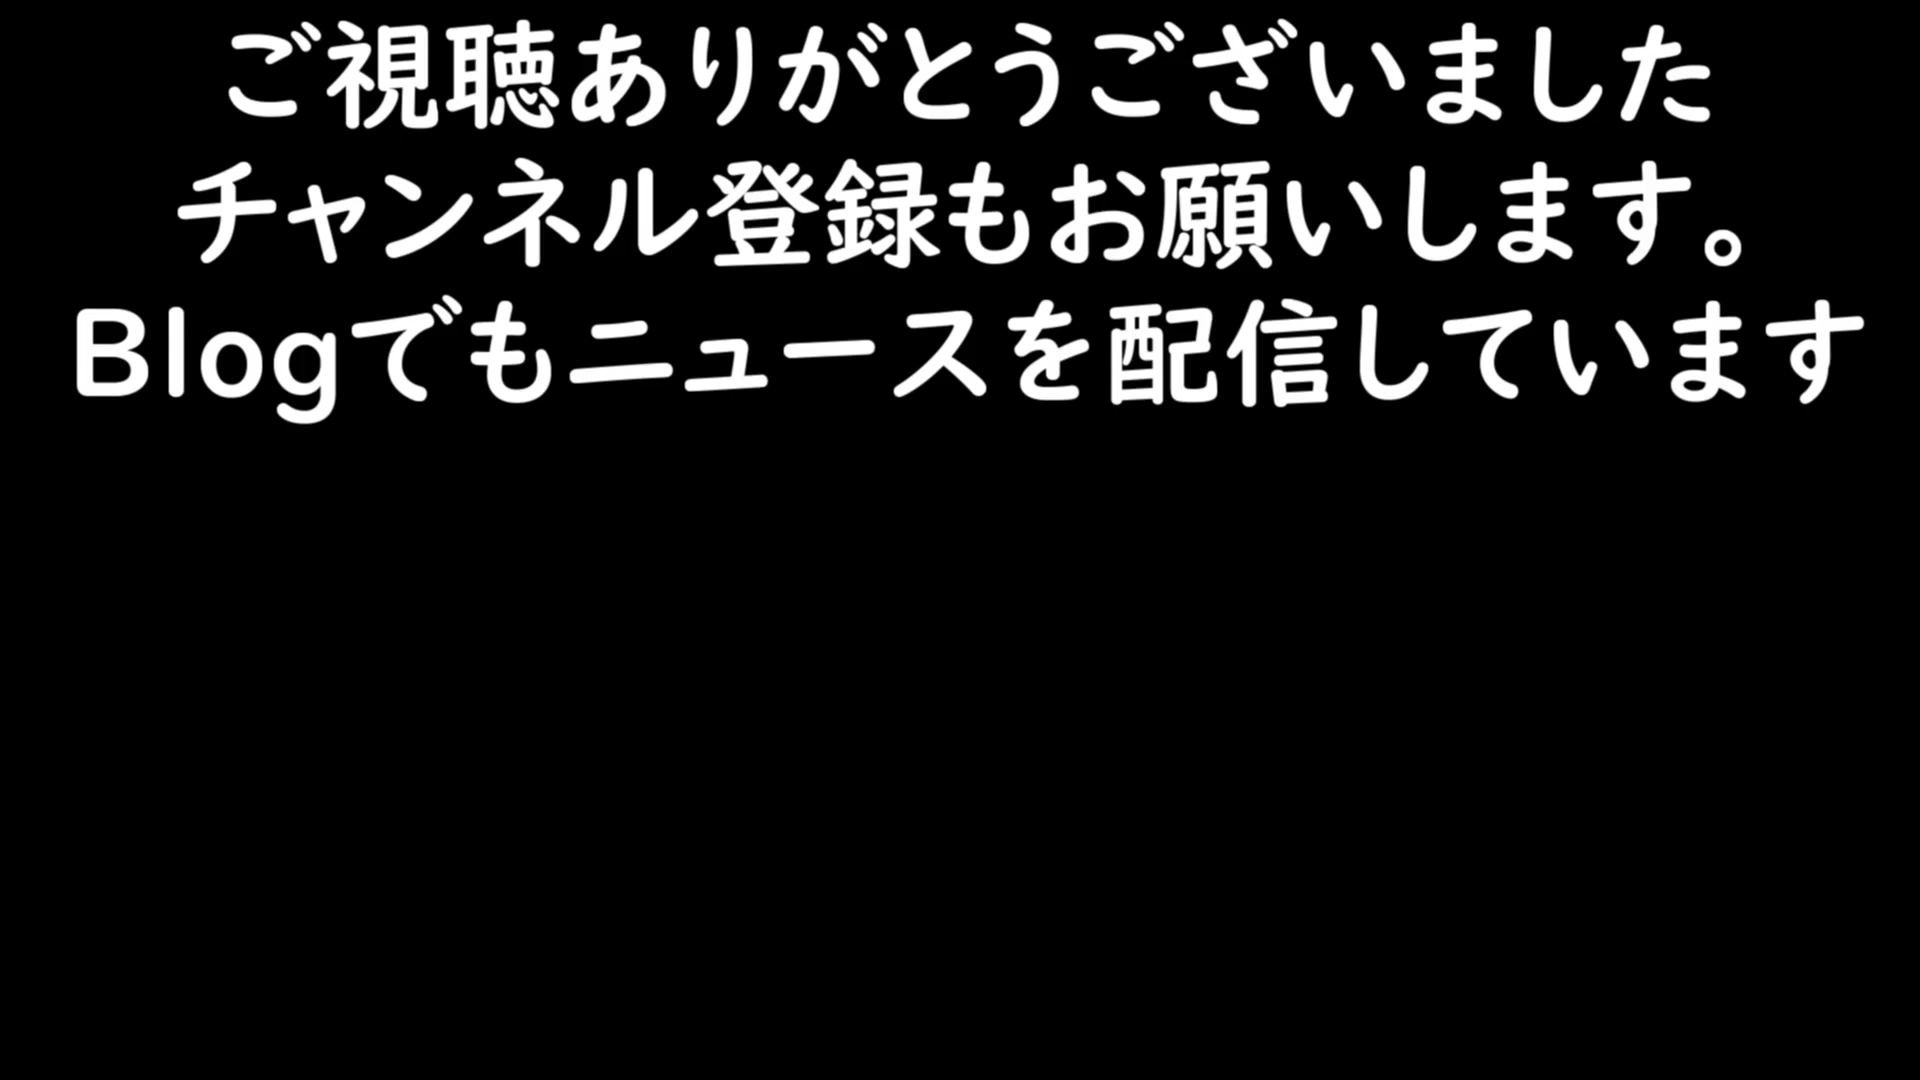 ご視聴ありがとうございました
チャンネル登録もお願いします。
Blogでもニュースを配信しています